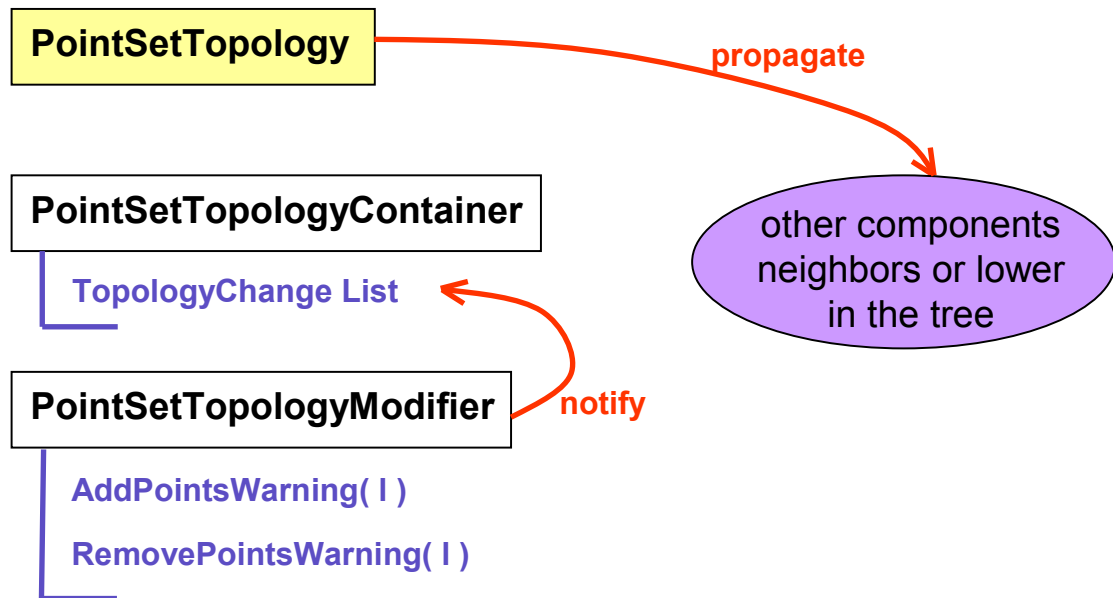 PointSetTopology
propagate
PointSetTopologyContainer
TopologyChange List
other components
neighbors or lower
in the tree
PointSetTopologyModifier
notify
AddPointsWarning( l )
RemovePointsWarning( l )